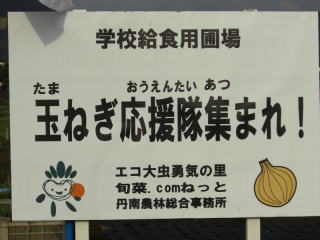 学校給食用圃場
たま おうえんたい あつ
玉ねぎ応援隊集まれ！
エコ大虫勇気の里
旬菜.comねっと
丹南農林総合事務所